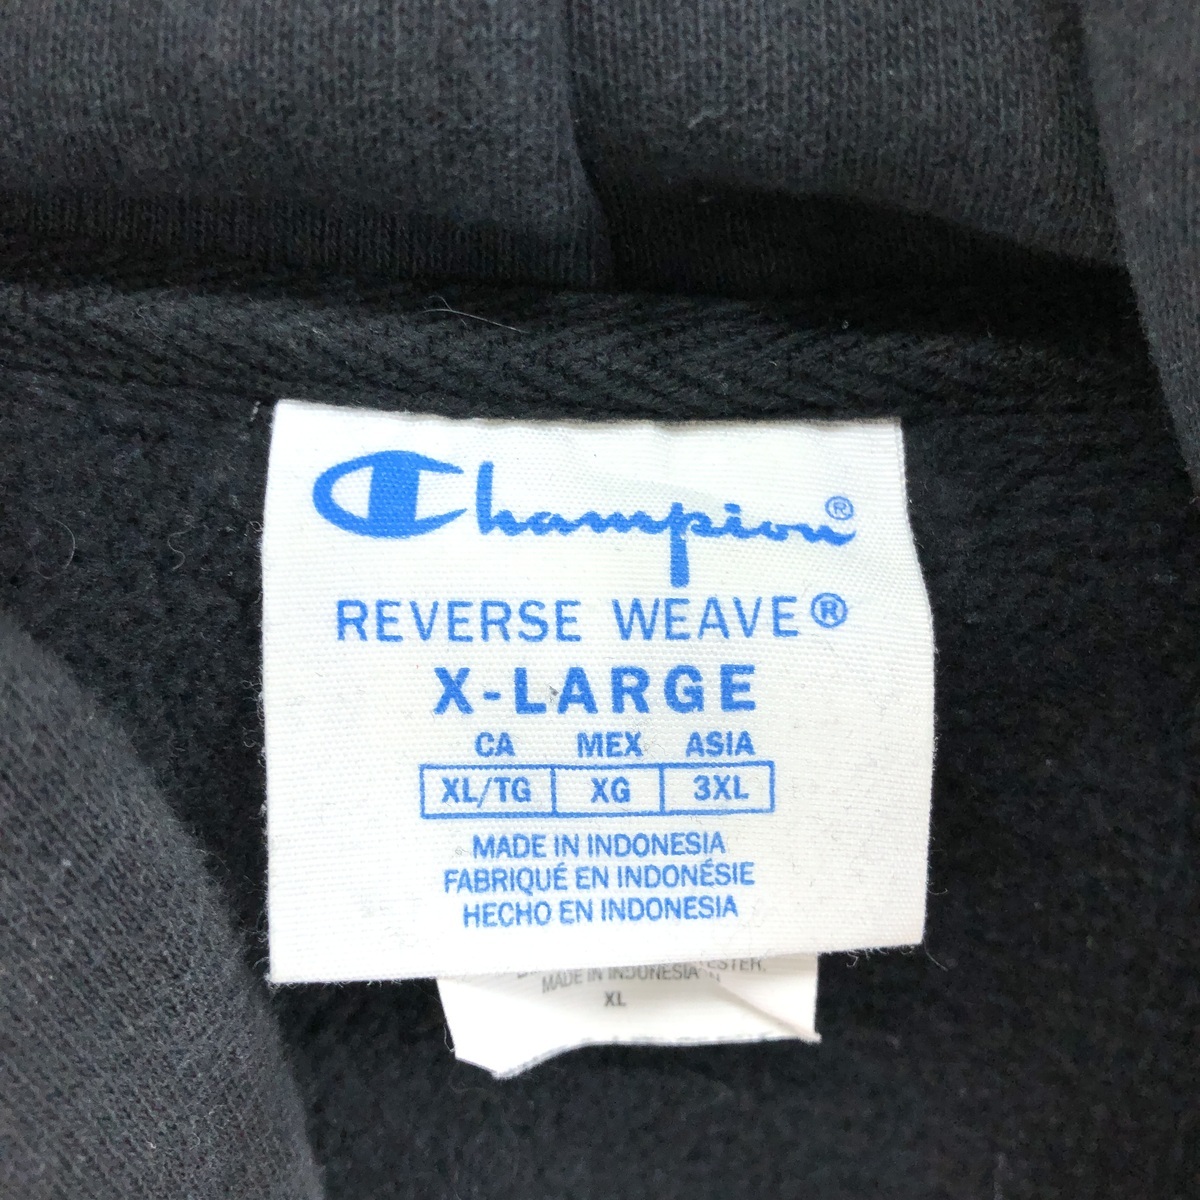 Champion®
REVERSE WEAVE®
X-LARGE
CA MEX ASIA
XL/TG XG 3XL
MADE IN INDONESIA
FABRIQUÉ EN INDONÉSIE
HECHO EN INDONESIA
MADE IN INDONESIA
XL